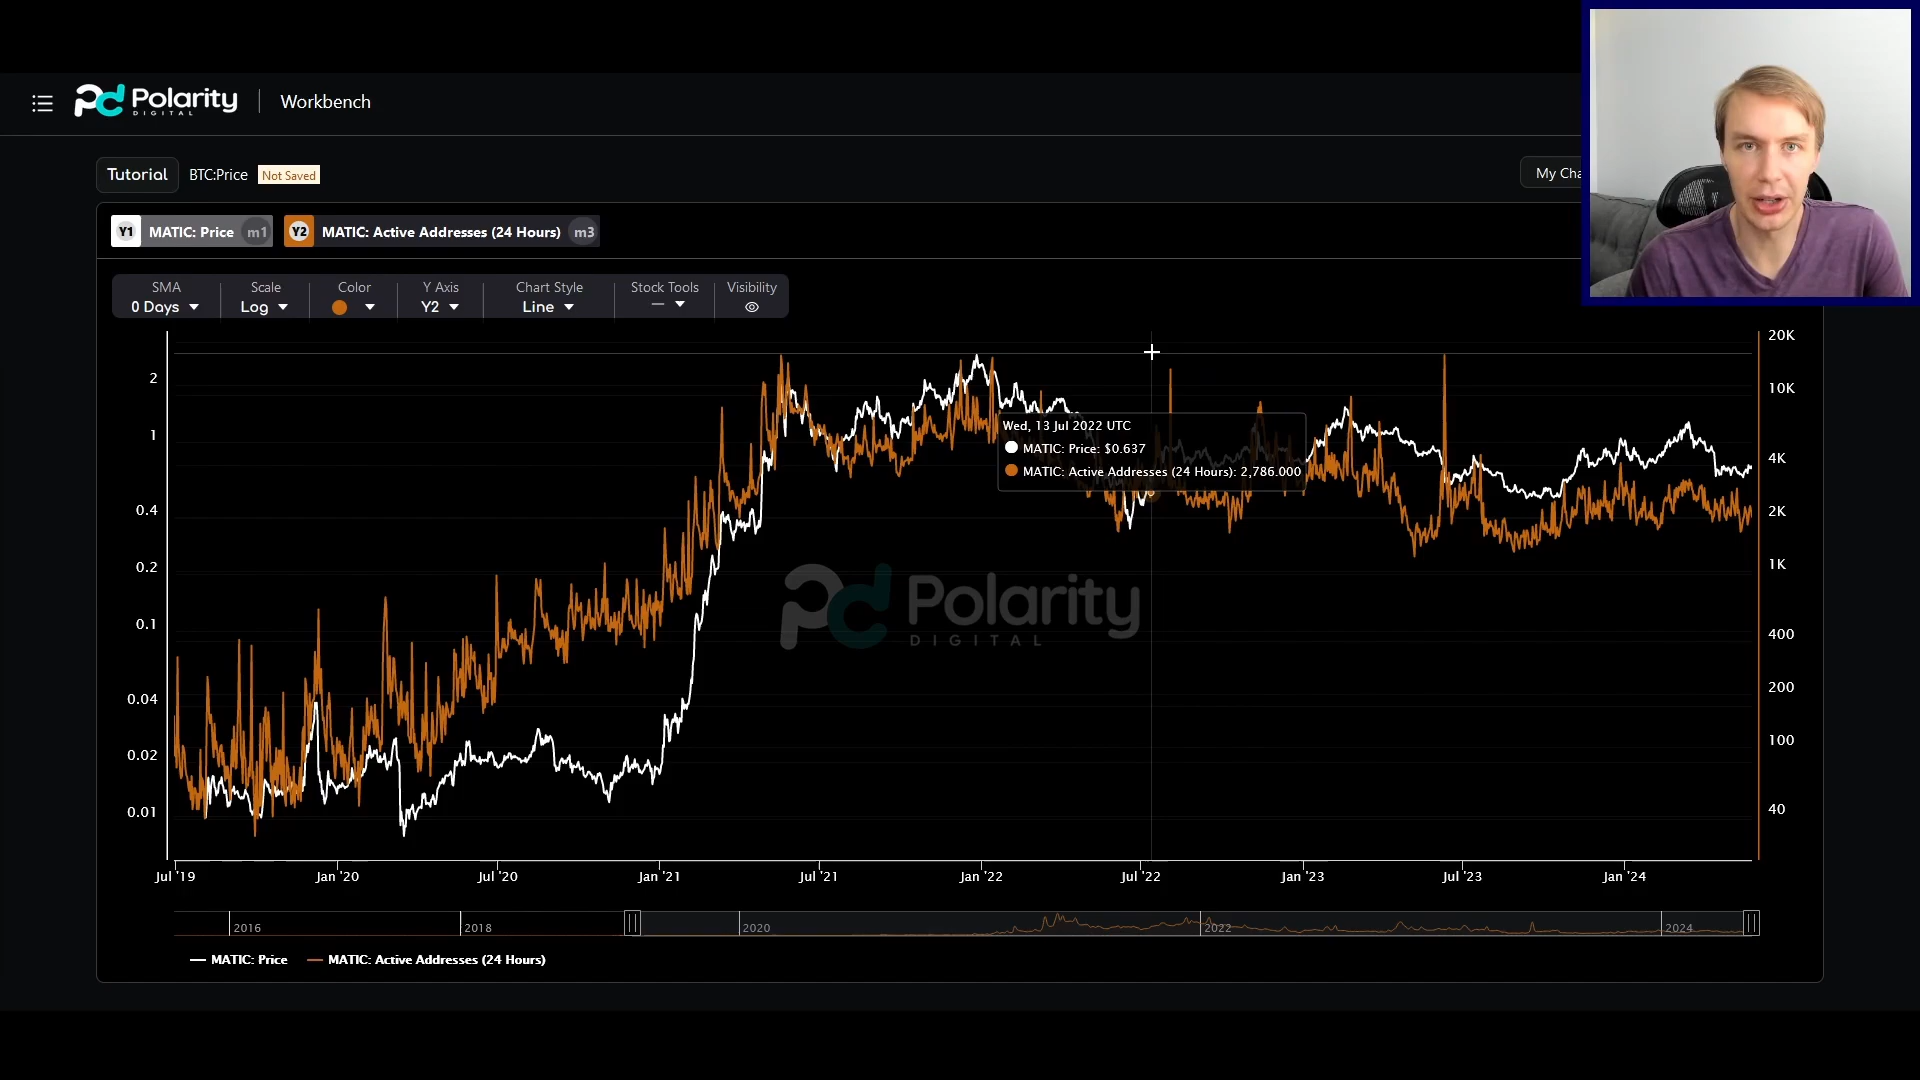 Polarity
DIGITAL
Workbench
Tutorial
BTC:Price
Not Saved
My Cha
Y1 MATIC: Price m1
Y2 MATIC: Active Addresses (24 Hours) m3
SMA Scale Color Y Axis Chart Style Stock Tools Visibility
0 Days Log Y2 Line —
2
1
0.4
0.2
0.1
0.04
0.02
0.01
20K
10K
4K
2K
1K
400
200
100
40
Wed, 13 Jul 2022 UTC
MATIC: Price: $0.637
MATIC: Active Addresses (24 Hours): 2,786.000
Polarity
DIGITAL
Jul '19 Jan '20 Jul '20 Jan '21 Jul '21 Jan '22 Jul '22 Jan '23 Jul '23 Jan '24
2016 2018 2020 2022 2024
MATIC: Price MATIC: Active Addresses (24 Hours)